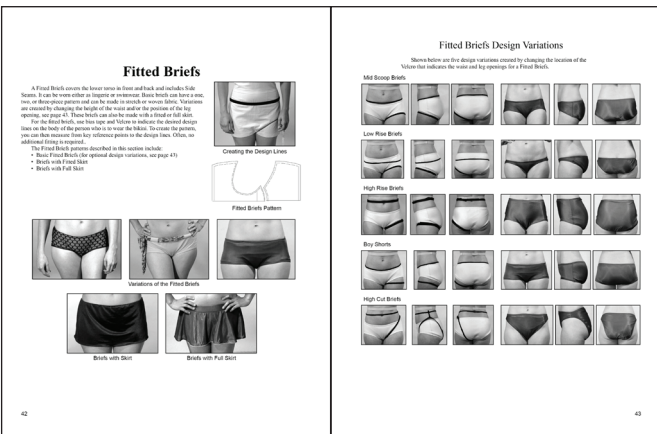 Fitted Briefs
A Fitted Briefs covers the lower torso in front and back and includes Side
Seams. It can be worn either as lingerie or swimwear. Basic briefs can have a one,
two, or three-piece pattern and can be made in stretch or woven fabric. Variations
are created by changing the height of the waist and/or the position of the leg
opening, see page 43. These briefs can also be made with a fitted or full skirt.
For the fitted briefs, use bias tape and Velcro to indicate the desired design
lines on the body of the person who is to wear the bikini. To create the pattern,
you can then measure from key reference points to the design lines. Often, no
additional fitting is required.
The Fitted Briefs patterns described in this section include:
• Basic Fitted Briefs (for optional design variations, see page 43)
• Briefs with Fitted Skirt
• Briefs with Full Skirt
Creating the Design Lines
Fitted Briefs Pattern
Variations of the Fitted Briefs
Briefs with Skirt
Briefs with Full Skirt
42
Fitted Briefs Design Variations
Shown below are five design variations created by changing the location of the
Velcro that indicates the waist and leg openings for a Fitted Briefs.
Mid Scoop Briefs
Low Rise Briefs
High Rise Briefs
Boy Shorts
High Cut Briefs
43